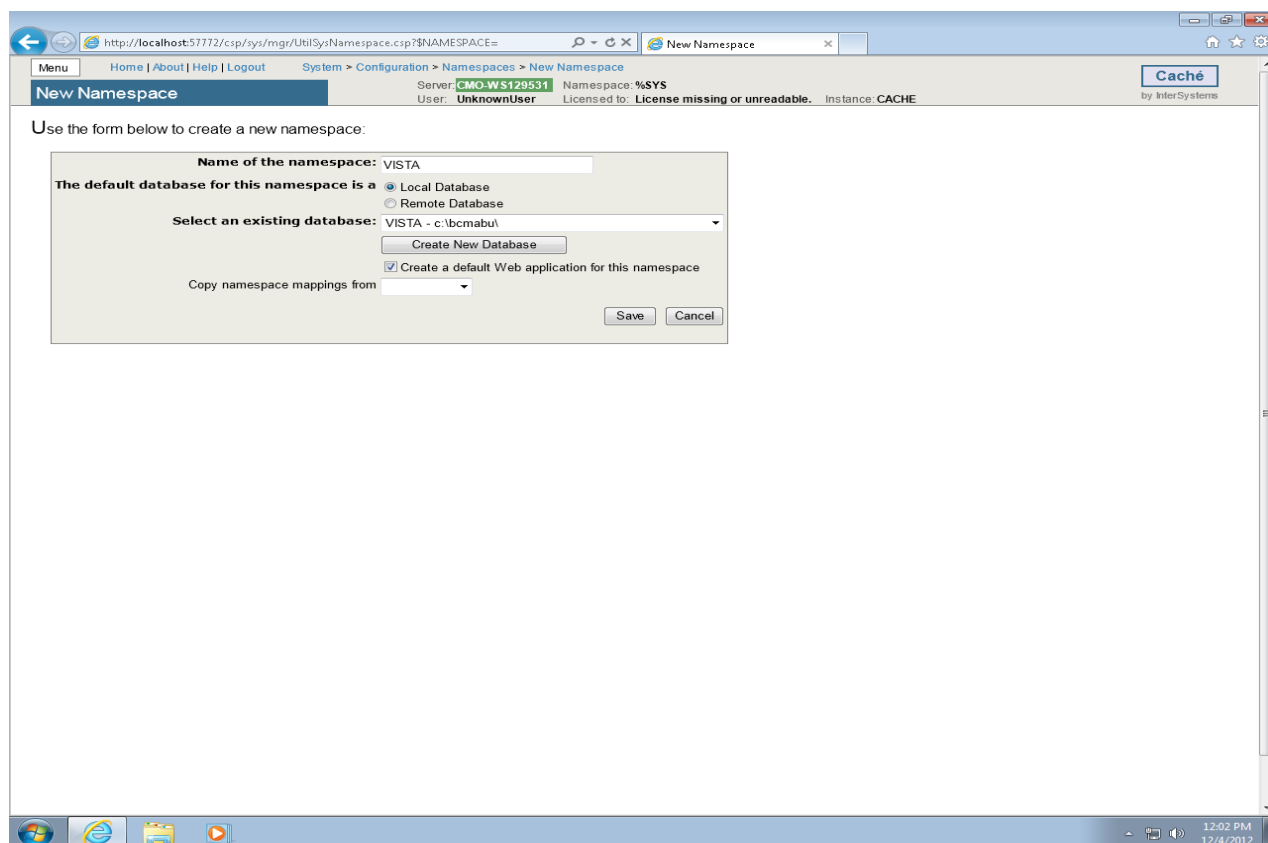 http://localhost:57772/csp/sys/mgr/UtilSysNamespace.csp?$NAMESPACE=
New Namespace
Menu
Home | About | Help | Logout
System > Configuration > Namespaces > New Namespace
New Namespace
Server: CMO-WS129531 Namespace: %SYS
User: UnknownUser Licensed to: License missing or unreadable. Instance: CACHE
Caché
by InterSystems
Use the form below to create a new namespace:
Name of the namespace: VISTA
The default database for this namespace is a Local Database
Remote Database
Select an existing database: VISTA - c:\bcmabu\
Create New Database
Create a default Web application for this namespace
Copy namespace mappings from
Save Cancel
12:02 PM
12/4/2012